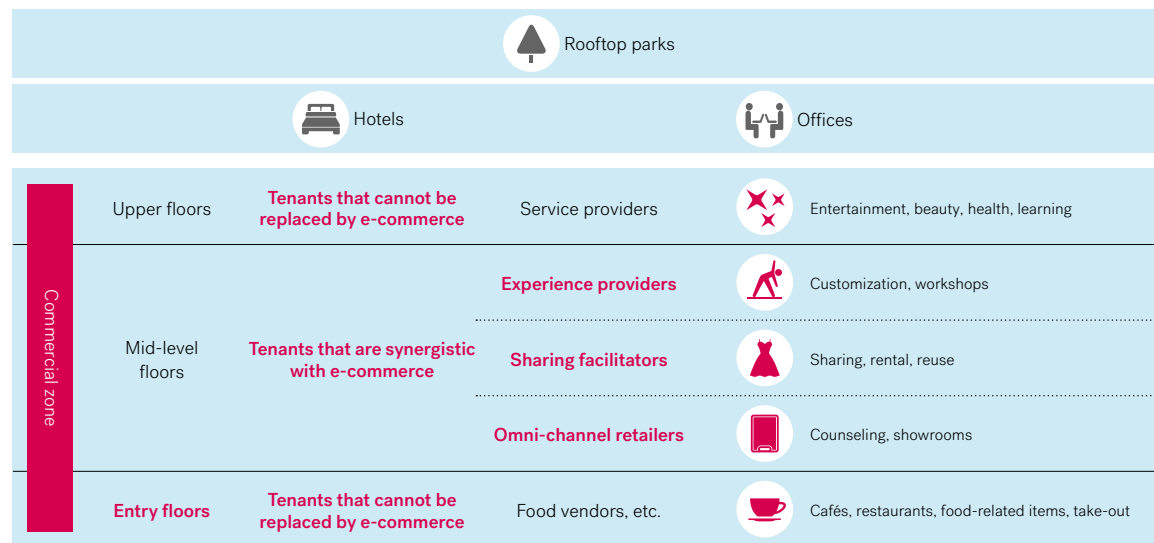 Rooftop parks
Hotels
Offices
Commercial zone
Upper floors
Tenants that cannot be
replaced by e-commerce
Service providers
Entertainment, beauty, health, learning
Mid-level
floors
Tenants that are synergistic
with e-commerce
Experience providers
Customization, workshops
Sharing facilitators
Sharing, rental, reuse
Omni-channel retailers
Counseling, showrooms
Entry floors
Tenants that cannot be
replaced by e-commerce
Food vendors, etc.
Cafés, restaurants, food-related items, take-out